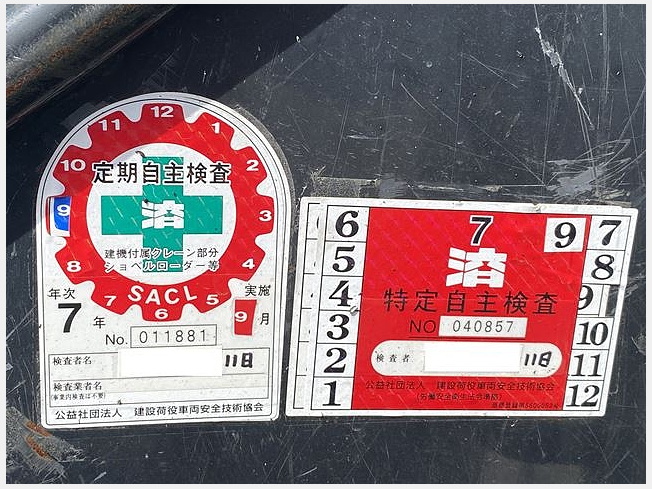 12
11 1
10 2
9 3
8 4
7 6 5
定期自主検査
済
建機付属クレーン部分
ショベルローダー等
SACL
年次 実施
7年 9月
No. 011881
検査者名 11日
検査業者名
(事業内検査は不要)
公益社団法人 建設荷役車両安全技術協会
6 7 9 7
5 済 8
4 特定自主検査 9
3 NO 040857 10
2 検査者 11日 11
1 公益社団法人 建設荷役車両安全技術協会 12